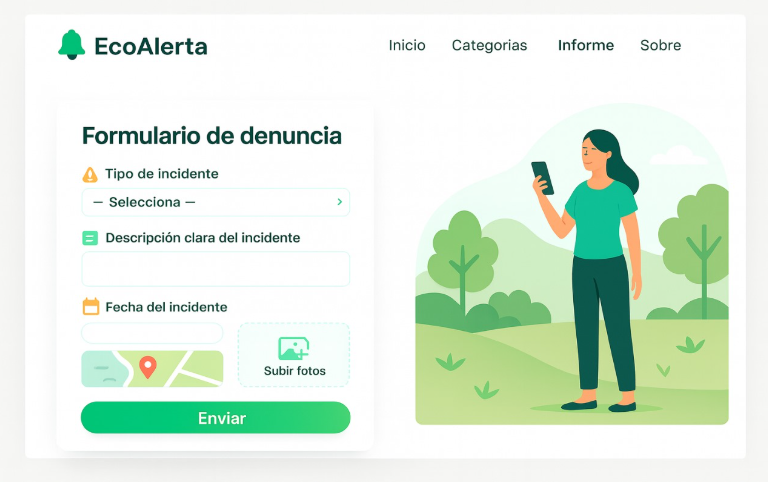 EcoAlerta
Inicio Categorias Informe Sobre
Formulario de denuncia
Tipo de incidente
— Selecciona —
Descripción clara del incidente
Fecha del incidente
Subir fotos
Enviar